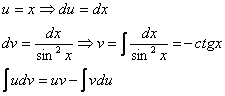 u = x ⇒ du = dx
dv = dx/sin²x ⇒ v = ∫dx/sin²x = −ctgx
∫udv = uv − ∫vdu